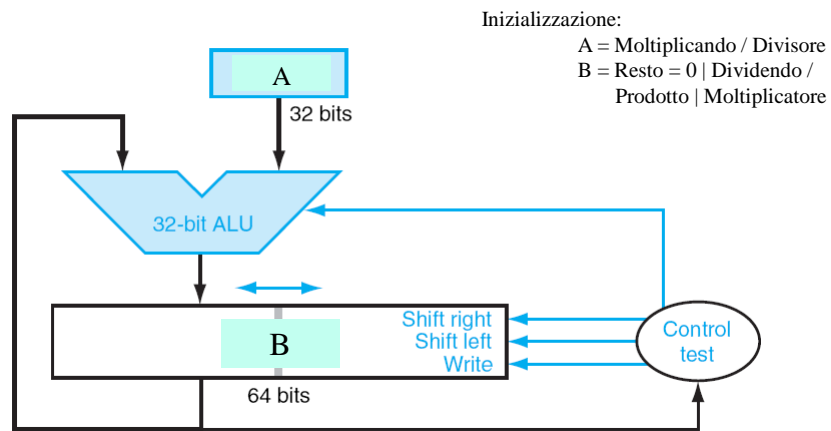 Inizializzazione:
A = Moltiplicando / Divisore
B = Resto = 0 | Dividendo /
Prodotto | Moltiplicatore
A
32 bits
32-bit ALU
B
Shift right
Shift left
Write
Control
test
64 bits